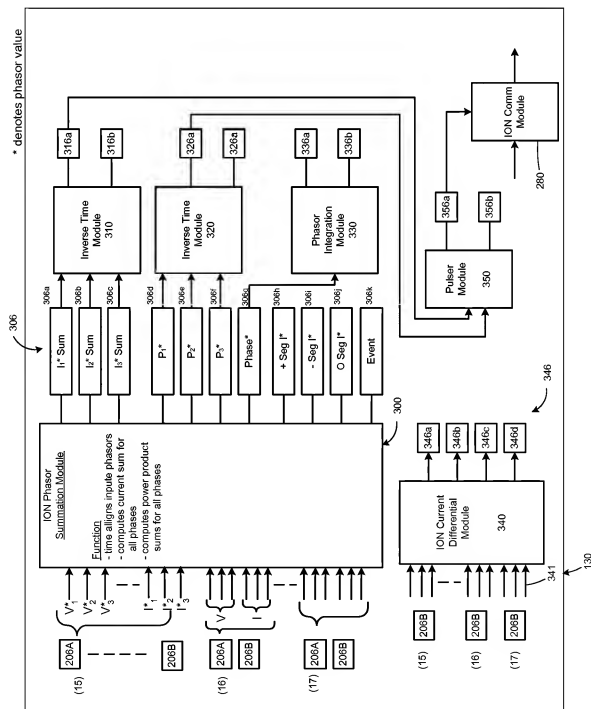 * denotes phasor value
306
I₁* Sum
306a
I₂* Sum
306b
I₃* Sum
306c
P₁*
306d
P₂*
306e
P₃*
306f
Phase*
306g
+ Seg I*
306h
- Seg I*
306i
O Seg I*
306j
Event
306k
Inverse Time
Module
310
316a
316b
Inverse Time
Module
320
326a
326a
Phasor
Integration
Module
330
336a
336b
Pulser
Module
350
356a
356b
ION Comm
Module
280
ION Phasor
Summation Module
Function
- time alligns inpute phasors
- computes current sum for
all phases
- computes power product
sums for all phases
300
V*₁
V*₂
V*₃
I*₁
I*₂
I*₃
206A
206B
(15)
V
I
206A
206B
(16)
206A
206B
(17)
ION Current
Differential
Module
340
346a
346b
346c
346d
346
206B
(15)
206B
(16)
206B
(17)
341
130